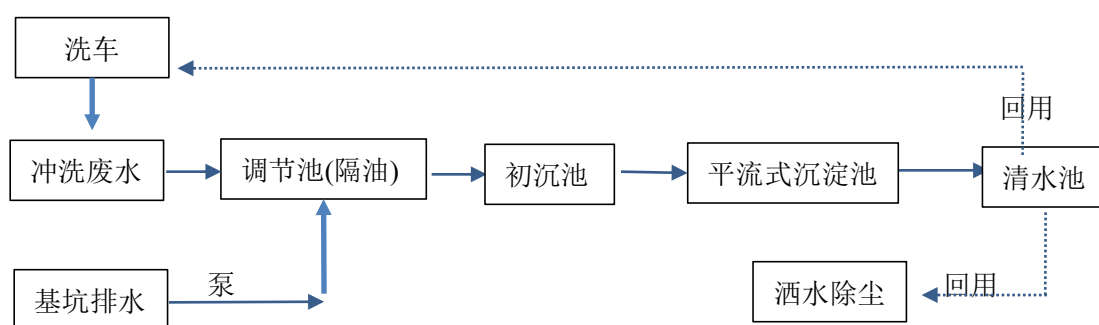 洗车
回用
冲洗废水
调节池(隔油)
初沉池
平流式沉淀池
清水池
基坑排水
泵
洒水除尘
回用